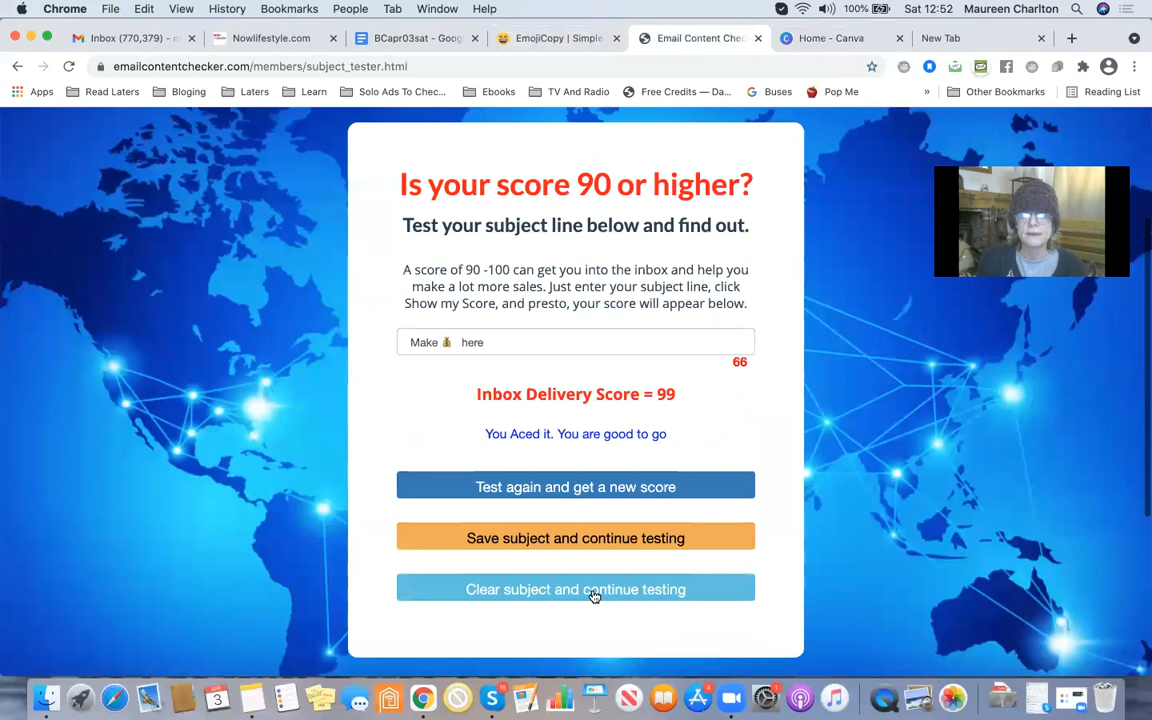 Chrome File Edit View History Bookmarks People Tab Window Help 100% Sat 12:52 Maureen Charlton
Inbox (770,379) - m Nowlifestyle.com BCapr03sat - Goog EmojiCopy | Simple Email Content Chec Home - Canva New Tab
emailcontentchecker.com/members/subject_tester.html
Apps Read Laters Bloging Laters Learn Solo Ads To Chec... Ebooks TV And Radio Free Credits — Da... Buses Pop Me » Other Bookmarks Reading List
Is your score 90 or higher?
Test your subject line below and find out.
A score of 90 -100 can get you into the inbox and help you
make a lot more sales. Just enter your subject line, click
Show my Score, and presto, your score will appear below.
Make 💰 here
66
Inbox Delivery Score = 99
You Aced it. You are good to go
Test again and get a new score
Save subject and continue testing
Clear subject and continue testing